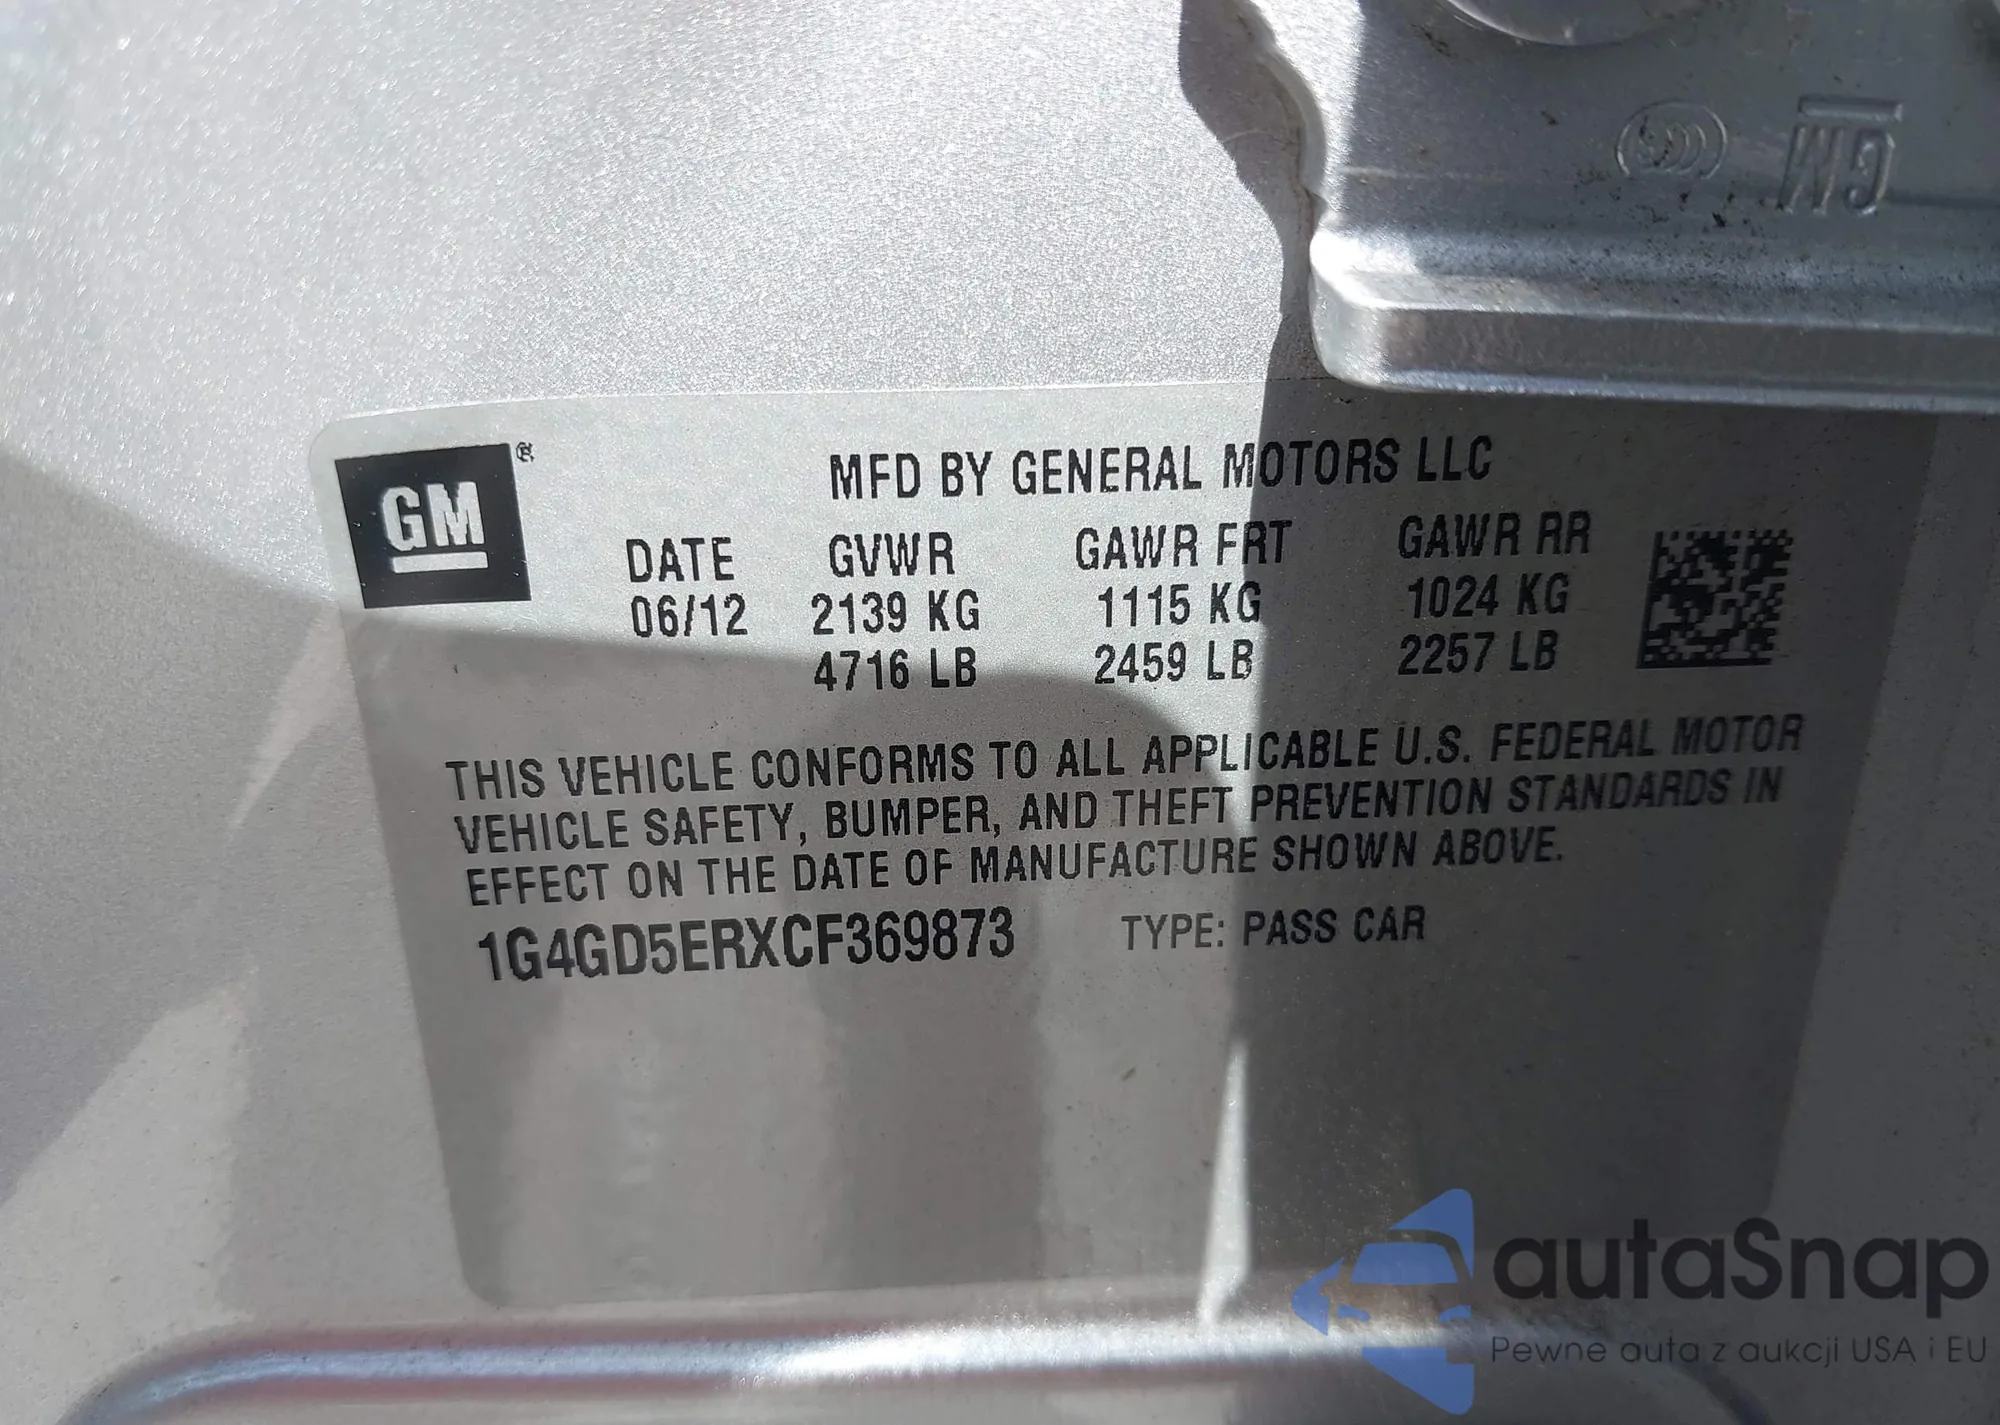 GM
GM®
MFD BY GENERAL MOTORS LLC
DATE GVWR GAWR FRT GAWR RR
06/12 2139 KG 1115 KG 1024 KG
4716 LB 2459 LB 2257 LB
THIS VEHICLE CONFORMS TO ALL APPLICABLE U.S. FEDERAL MOTOR
VEHICLE SAFETY, BUMPER, AND THEFT PREVENTION STANDARDS IN
EFFECT ON THE DATE OF MANUFACTURE SHOWN ABOVE.
1G4GD5ERXCF369873 TYPE: PASS CAR
autaSnap
Pewne auta z aukcji USA i EU